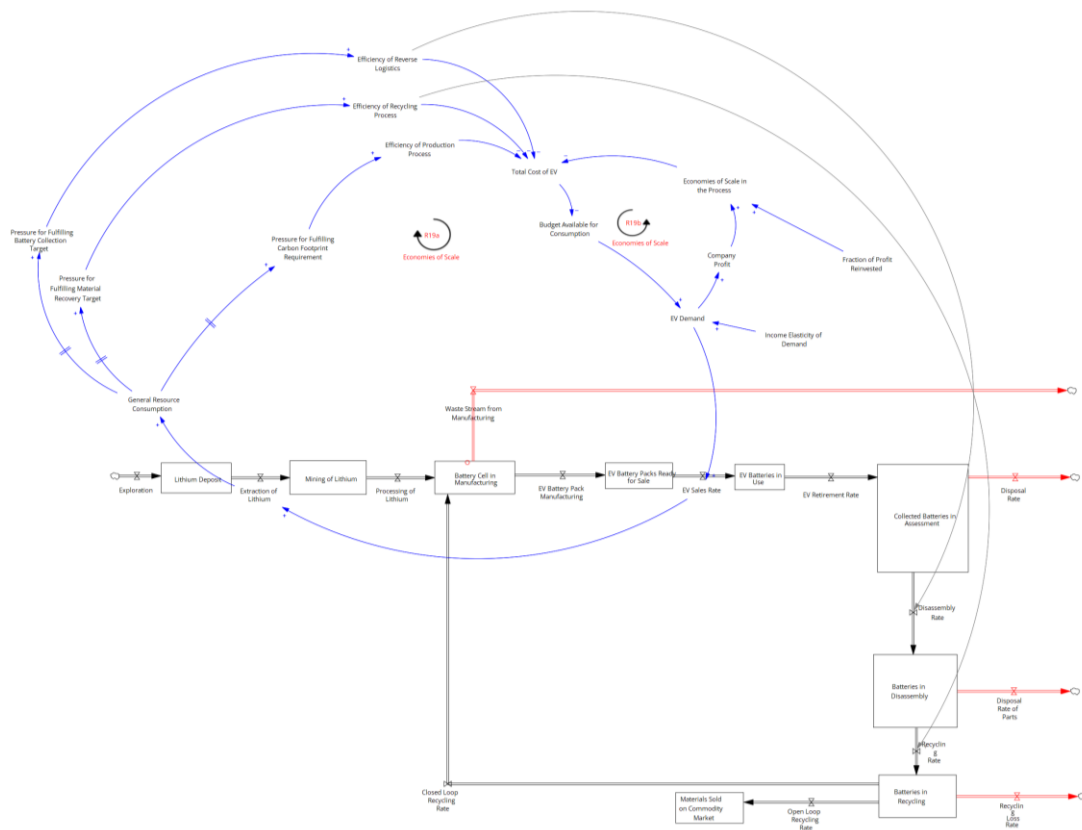 Efficiency of Reverse
Logistics
Efficiency of Recycling
Process
Efficiency of Production
Process
Total Cost of EV
Economies of Scale in
the Process
Pressure for Fulfilling
Battery Collection
Target
Pressure for Fulfilling
Carbon Footprint
Requirement
R19a
Economies of Scale
Budget Available for
Consumption
R19b
Economies of Scale
Company
Profit
Fraction of Profit
Reinvested
Pressure for
Fulfilling Material
Recovery Target
EV Demand
Income Elasticity of
Demand
General Resource
Consumption
Waste Stream from
Manufacturing
Exploration
Lithium Deposit
Extraction of
Lithium
Mining of Lithium
Processing of
Lithium
Battery Cell in
Manufacturing
EV Battery Pack
Manufacturing
EV Battery Packs Ready
for Sale
EV Sales Rate
EV Batteries in
Use
EV Retirement Rate
Collected Batteries in
Assessment
Disposal
Rate
Disassembly
Rate
Batteries in
Disassembly
Disposal
Rate of
Parts
Recyclin
g
Rate
Closed Loop
Recycling
Rate
Materials Sold
on Commodity
Market
Open Loop
Recycling
Rate
Batteries in
Recycling
Recyclin
g
Loss
Rate